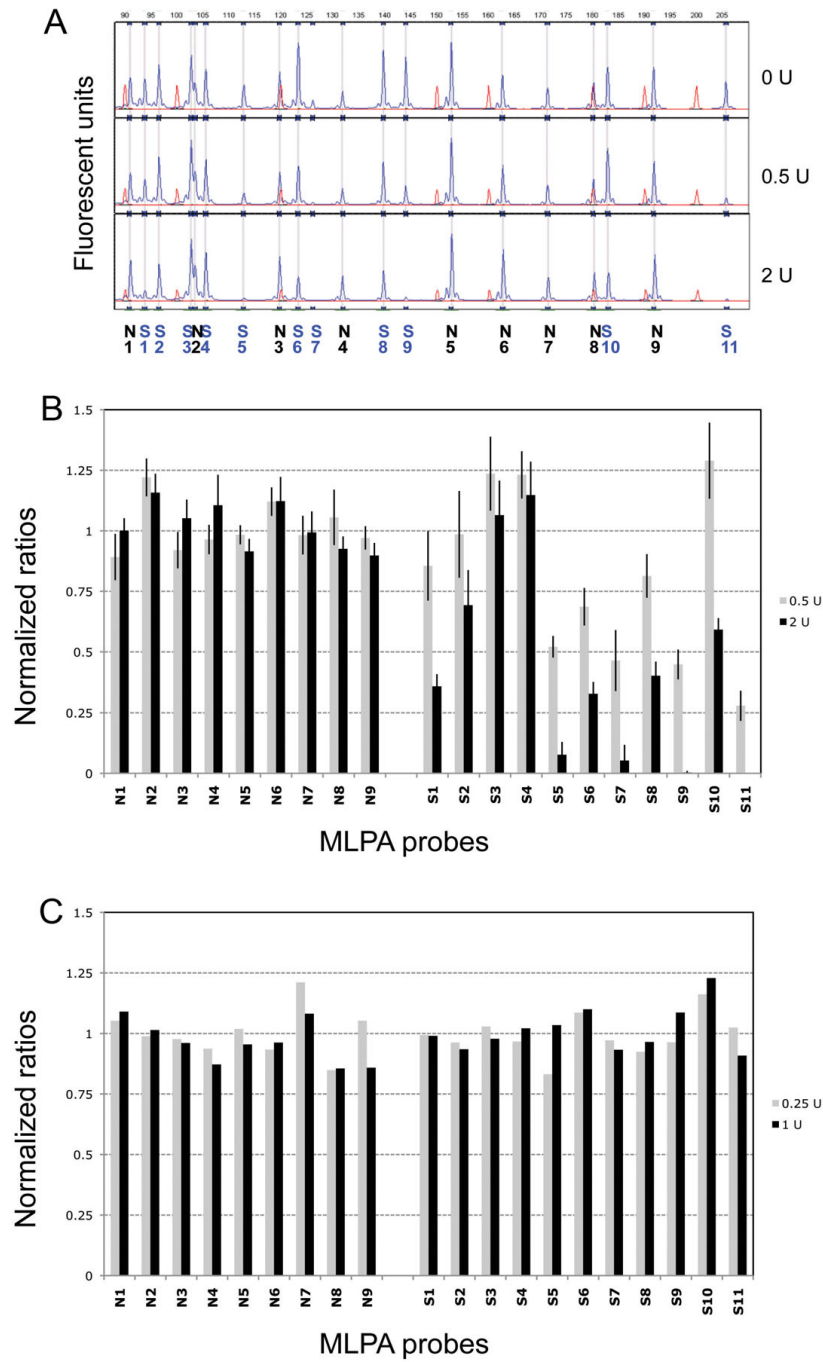 A
90 95 100 105 110 115 120 125 130 135 140 145 150 155 160 165 170 175 180 185 190 195 200 205
Fluorescent units
0 U
0.5 U
2 U
N S S S N S S N S S N S S N N N N S N S
1 1 2 3 2 4 5 3 6 7 4 8 9 5 6 7 8 10 9 11
B
1.5
1.25
1
0.75
0.5
0.25
0
Normalized ratios
0.5 U
2 U
N1 N2 N3 N4 N5 N6 N7 N8 N9 S1 S2 S3 S4 S5 S6 S7 S8 S9 S10 S11
MLPA probes
C
1.5
1.25
1
0.75
0.5
0.25
0
Normalized ratios
0.25 U
1 U
N1 N2 N3 N4 N5 N6 N7 N8 N9 S1 S2 S3 S4 S5 S6 S7 S8 S9 S10 S11
MLPA probes